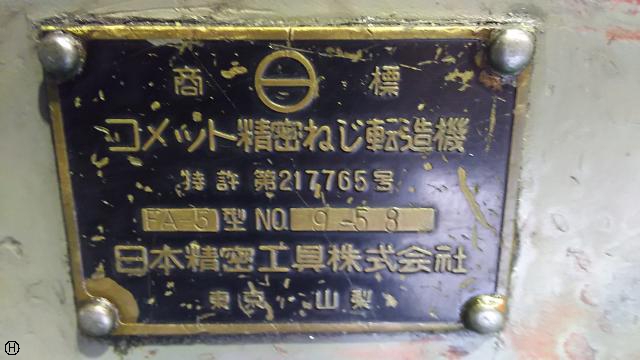 商 標
コメット精密ねじ転造機
特許 第217765号
FA-5 型 NO. 9-58
日本精密工具株式会社
東京 山梨
H